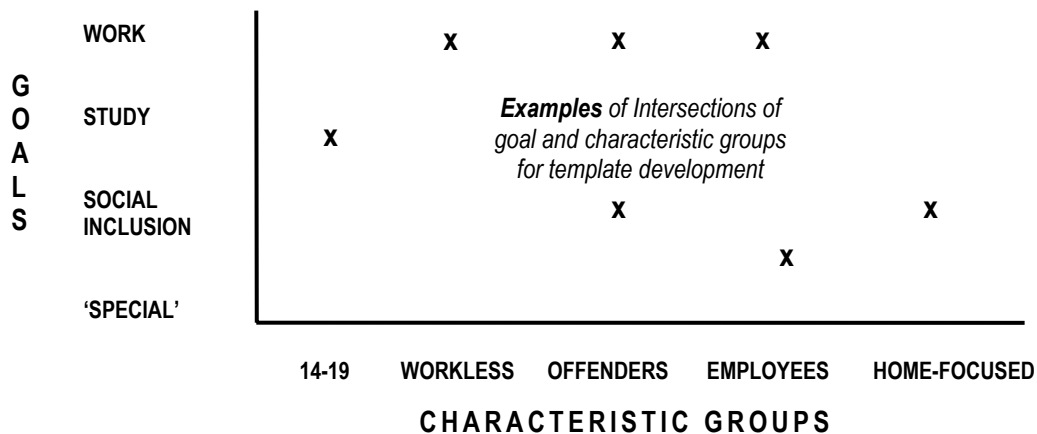 WORK
x x x
GOALS
Examples of Intersections of
goal and characteristic groups
for template development
STUDY
x
SOCIAL
INCLUSION
x x
x
‘SPECIAL’
14-19 WORKLESS OFFENDERS EMPLOYEES HOME-FOCUSED
CHARACTERISTIC GROUPS